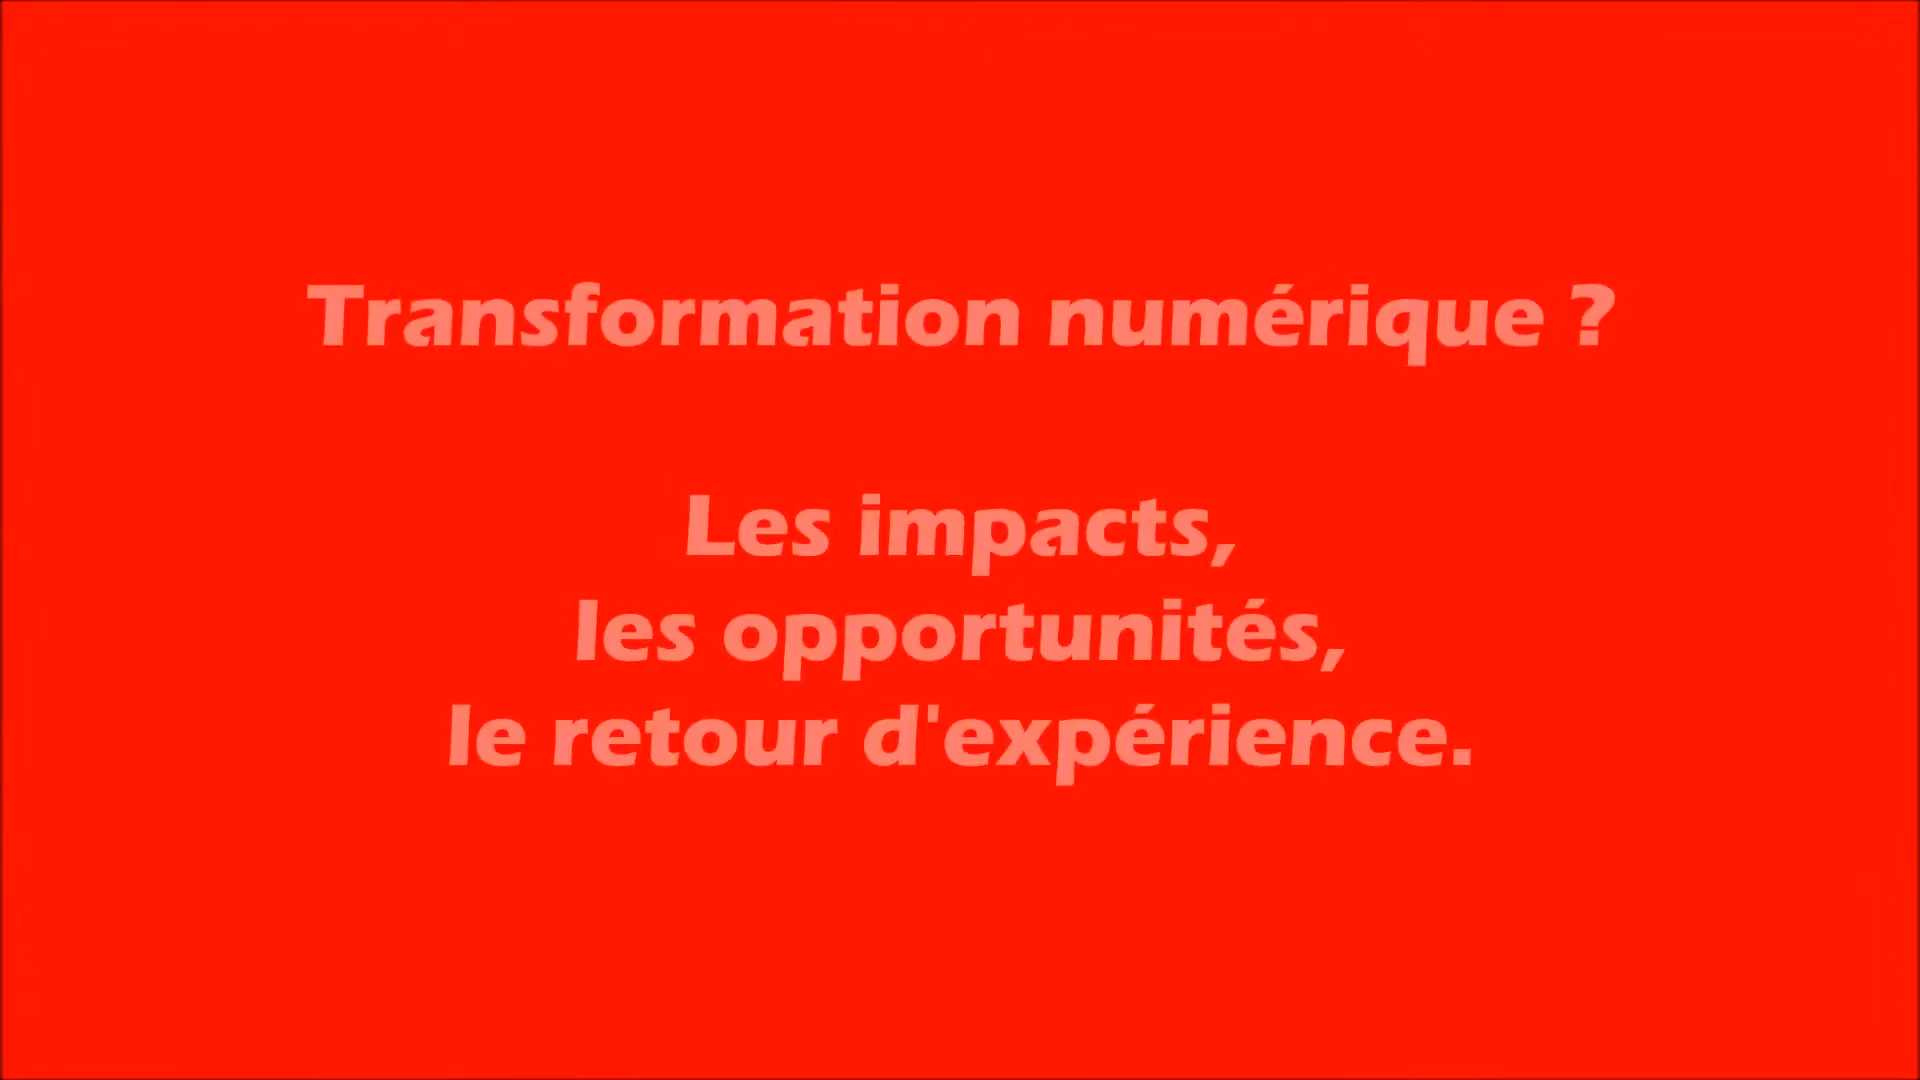 Transformation numérique ?
Les impacts,
les opportunités,
le retour d'expérience.